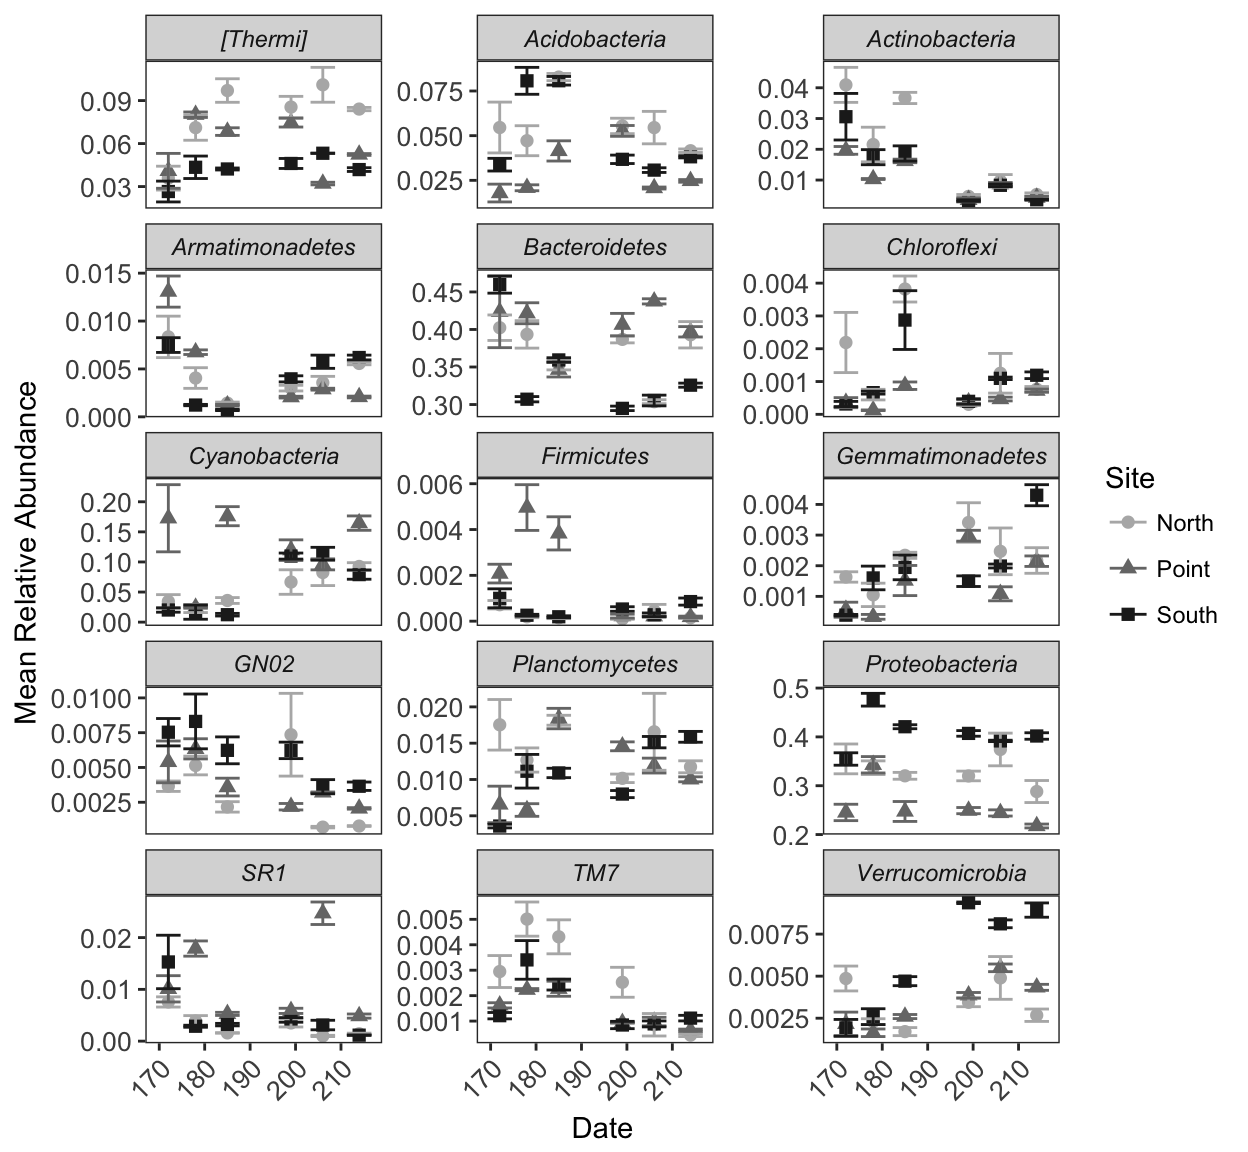 [Thermi] Acidobacteria Actinobacteria
0.09 0.06 0.03
0.075 0.050 0.025
0.04 0.03 0.02 0.01
Armatimonadetes Bacteroidetes Chloroflexi
0.015 0.010 0.005 0.000
0.45 0.40 0.35 0.30
0.004 0.003 0.002 0.001 0.000
Cyanobacteria Firmicutes Gemmatimonadetes
0.20 0.15 0.10 0.05 0.00
0.006 0.004 0.002 0.000
0.004 0.003 0.002 0.001
GN02 Planctomycetes Proteobacteria
0.0100 0.0075 0.0050 0.0025
0.020 0.015 0.010 0.005
0.5 0.4 0.3 0.2
SR1 TM7 Verrucomicrobia
0.02 0.01 0.00
0.005 0.004 0.003 0.002 0.001
0.0075 0.0050 0.0025
170 180 190 200 210
170 180 190 200 210
170 180 190 200 210
Date
Mean Relative Abundance
Site
North
Point
South